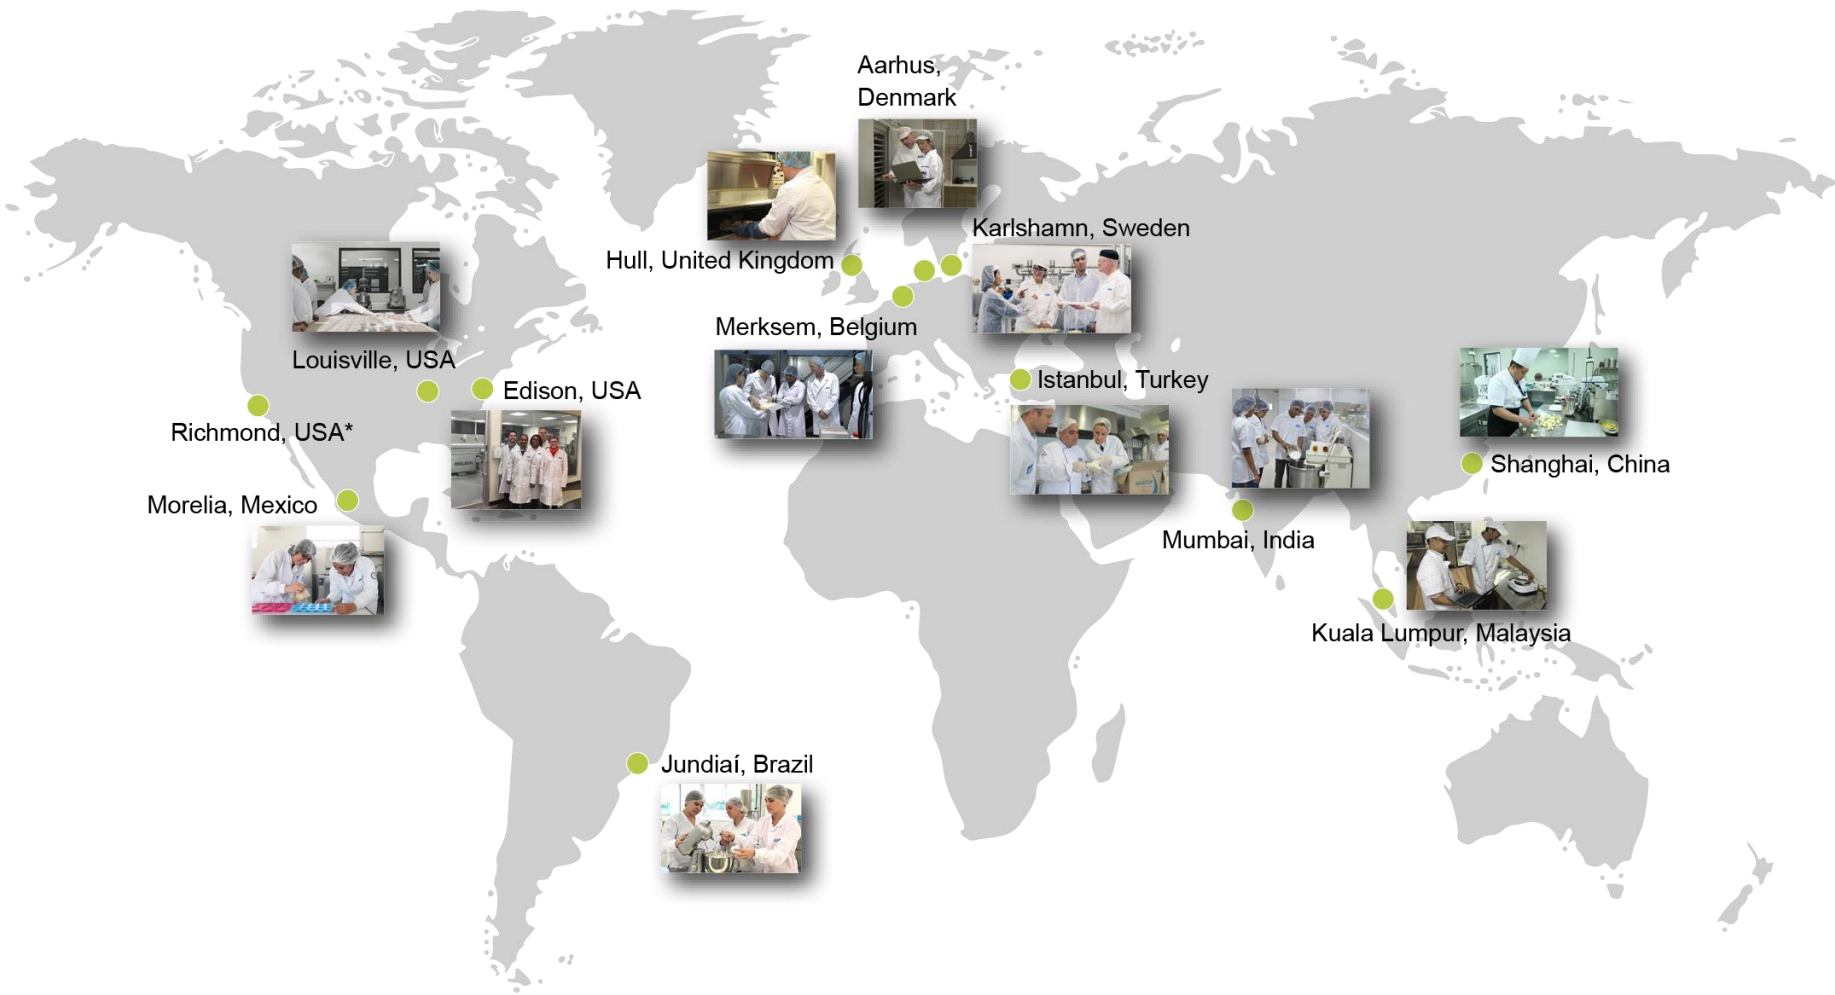 Aarhus,
Denmark
Karlshamn, Sweden
Hull, United Kingdom
Merksem, Belgium
Louisville, USA
Istanbul, Turkey
Edison, USA
Richmond, USA*
Shanghai, China
Morelia, Mexico
Mumbai, India
Kuala Lumpur, Malaysia
Jundiaí, Brazil